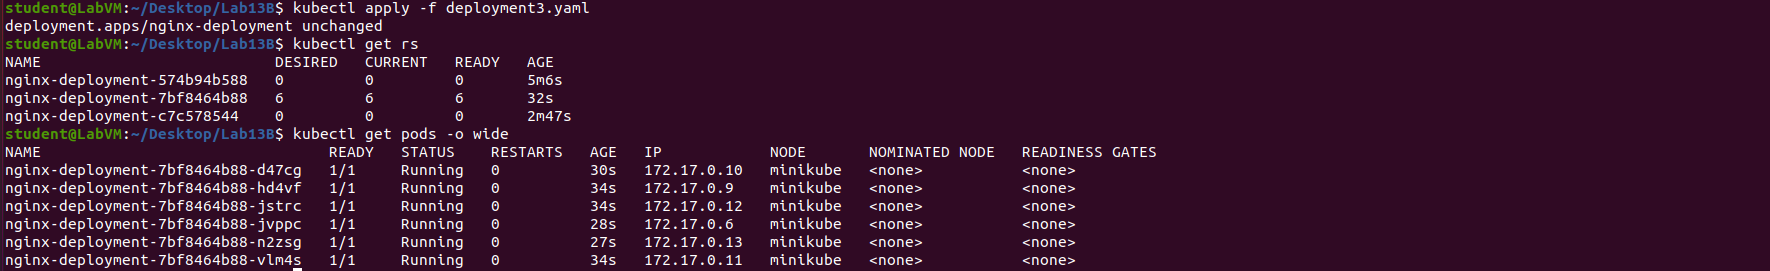 student@LabVM:~/Desktop/Lab13B$ kubectl apply -f deployment3.yaml
deployment.apps/nginx-deployment unchanged
student@LabVM:~/Desktop/Lab13B$ kubectl get rs
NAME                          DESIRED   CURRENT   READY   AGE
nginx-deployment-574b94b588   0         0         0       5m6s
nginx-deployment-7bf8464b88   6         6         6       32s
nginx-deployment-c7c578544    0         0         0       2m47s
student@LabVM:~/Desktop/Lab13B$ kubectl get pods -o wide
NAME                                READY   STATUS    RESTARTS   AGE   IP            NODE       NOMINATED NODE   READINESS GATES
nginx-deployment-7bf8464b88-d47cg   1/1     Running   0          30s   172.17.0.10   minikube   <none>           <none>
nginx-deployment-7bf8464b88-hd4vf   1/1     Running   0          34s   172.17.0.9    minikube   <none>           <none>
nginx-deployment-7bf8464b88-jstrc   1/1     Running   0          34s   172.17.0.12   minikube   <none>           <none>
nginx-deployment-7bf8464b88-jvppc   1/1     Running   0          28s   172.17.0.6    minikube   <none>           <none>
nginx-deployment-7bf8464b88-n2zsg   1/1     Running   0          27s   172.17.0.13   minikube   <none>           <none>
nginx-deployment-7bf8464b88-vlm4s   1/1     Running   0          34s   172.17.0.11   minikube   <none>           <none>